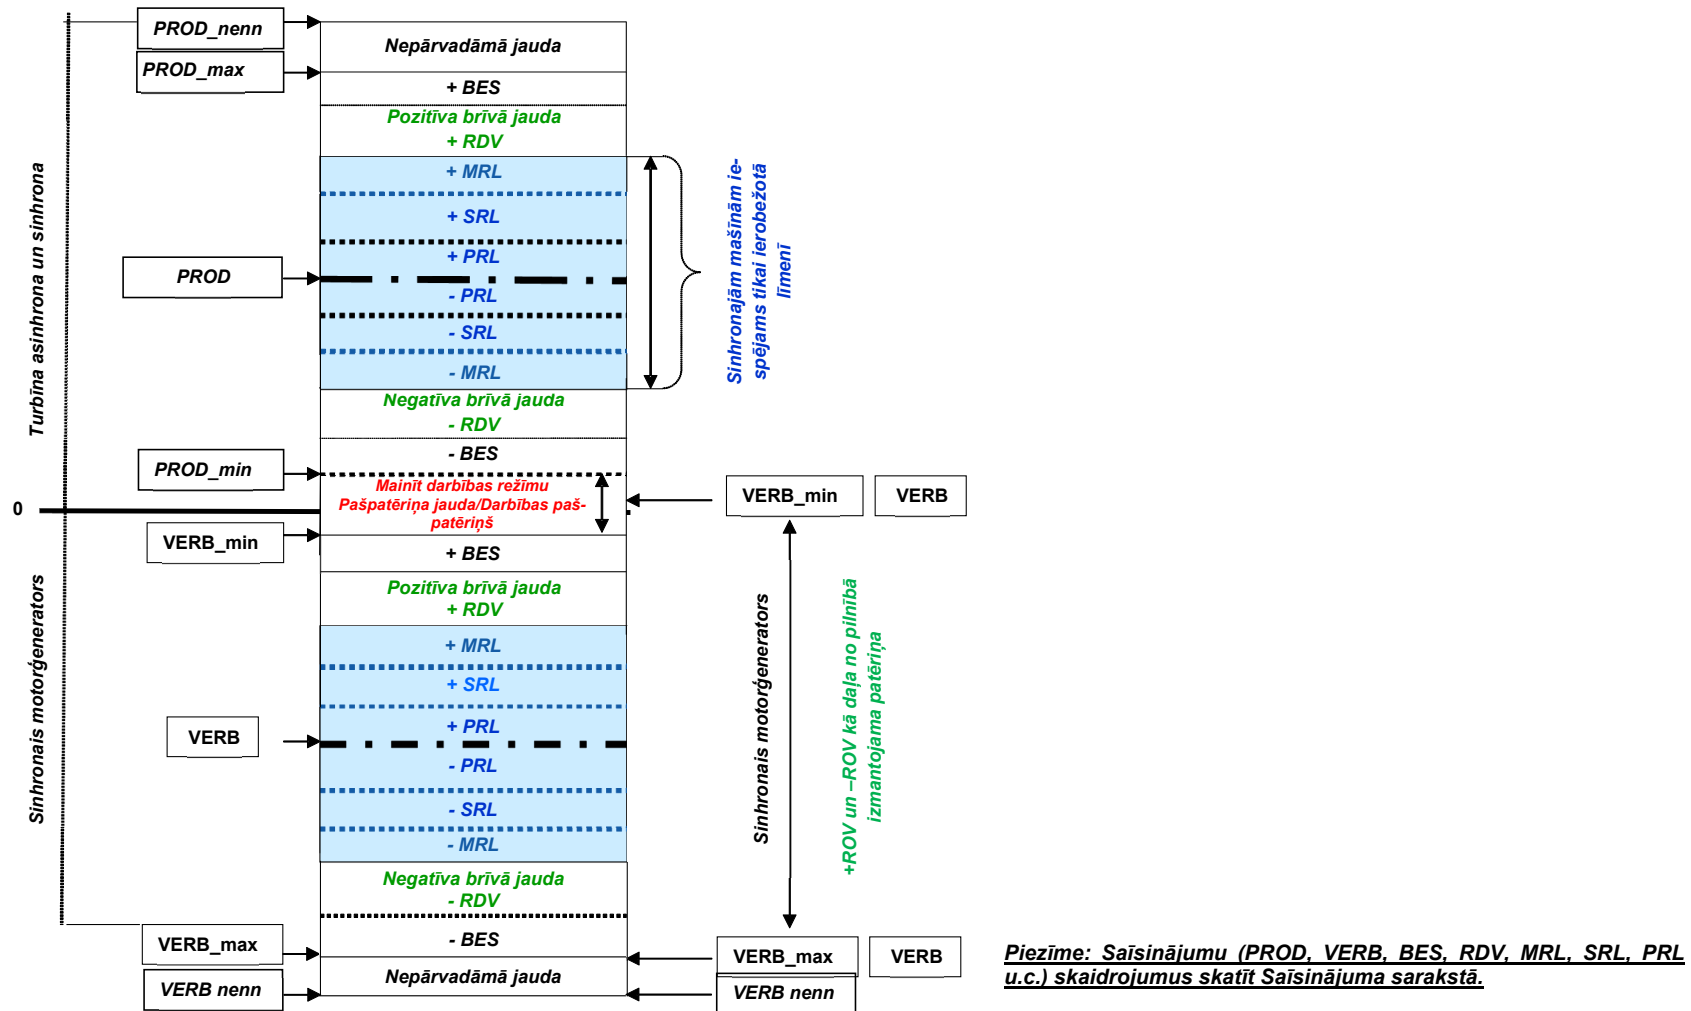 PROD_nenn
Nepārvadāmā jauda
PROD_max
+ BES
Pozitīva brīvā jauda
+ RDV
+ MRL
+ SRL
+ PRL
PROD
- PRL
- SRL
- MRL
Negatīva brīvā jauda
- RDV
- BES
PROD_min
Mainīt darbības režīmu
Pašpatēriņa jauda/Darbības paš-
patēriņš
0
VERB_min
+ BES
Pozitīva brīvā jauda
+ RDV
+ MRL
+ SRL
+ PRL
VERB
- PRL
- SRL
- MRL
Negatīva brīvā jauda
- RDV
- BES
VERB_max
Nepārvadāmā jauda
VERB nenn
Turbīna asinhrona un sinhrona
Sinhronais motorģenerators
Sinhronajām mašīnām ie-
spējams tikai ierobežotā
līmenī
VERB_min
VERB
Sinhronais motorģenerators
+ROV un –ROV kā daļa no pilnībā
izmantojama patēriņa
VERB_max
VERB
VERB nenn
Piezīme: Saīsinājumu (PROD, VERB, BES, RDV, MRL, SRL, PRL
u.c.) skaidrojumus skatīt Saīsinājuma sarakstā.